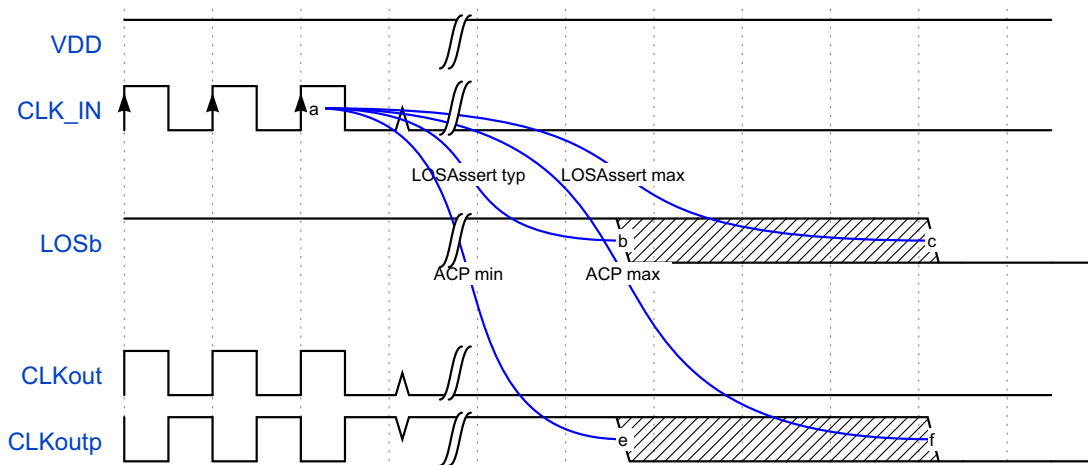 VDD
CLK_IN
a
LOSAssert typ
LOSAssert max
LOSb
b
c
ACP min
ACP max
CLKout
CLKoutp
e
f